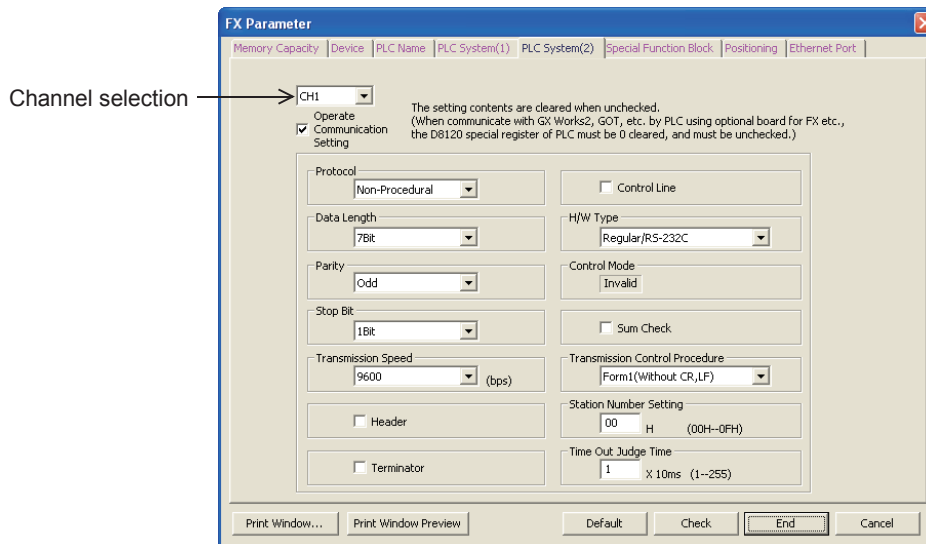 FX Parameter
Memory Capacity Device PLC Name PLC System(1) PLC System(2) Special Function Block Positioning Ethernet Port
Channel selection
CH1
Operate
Communication
Setting
The setting contents are cleared when unchecked.
(When communicate with GX Works2, GOT, etc. by PLC using optional board for FX etc.,
the D8120 special register of PLC must be 0 cleared, and must be unchecked.)
Protocol
Non-Procedural
Control Line
Data Length
7Bit
H/W Type
Regular/RS-232C
Parity
Odd
Control Mode
Invalid
Stop Bit
1Bit
Sum Check
Transmission Speed
9600 (bps)
Transmission Control Procedure
Form1(Without CR,LF)
Header
Station Number Setting
00 H (00H--0FH)
Terminator
Time Out Judge Time
1 X 10ms (1--255)
Print Window... Print Window Preview Default Check End Cancel